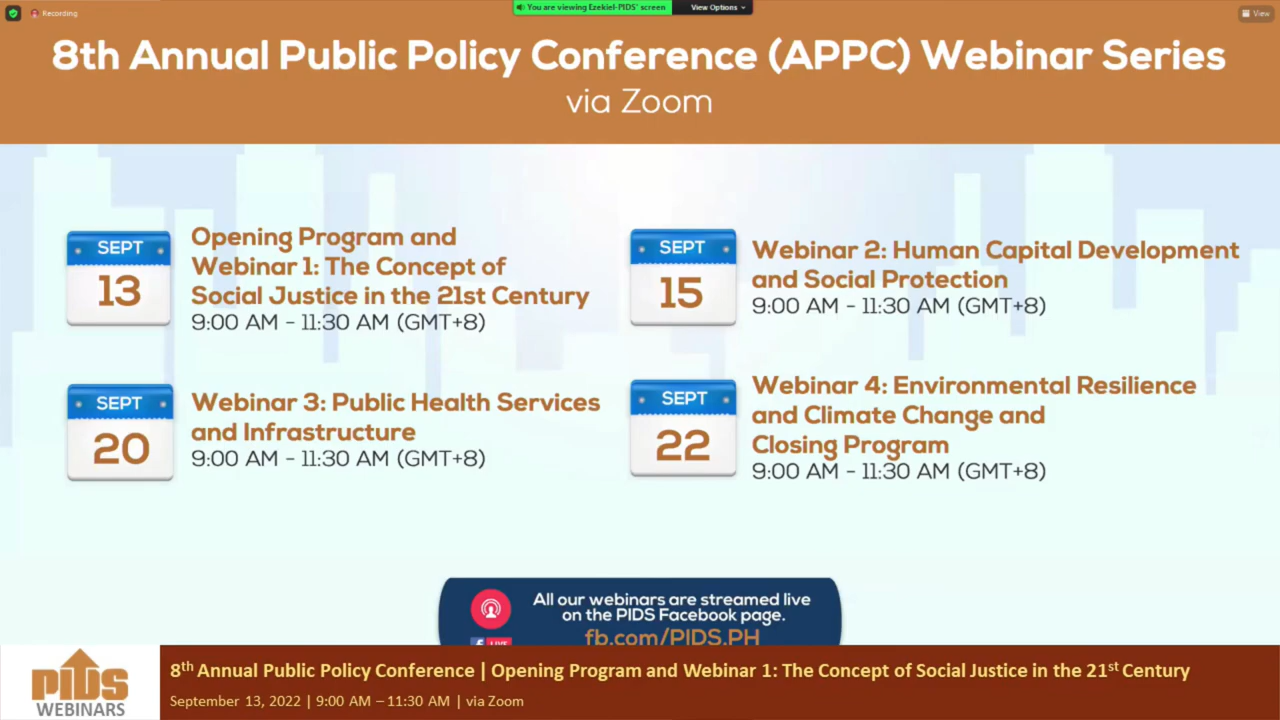 Recording
You are viewing Ezekiel-PIDS' screen
View Options
View
8th Annual Public Policy Conference (APPC) Webinar Series
via Zoom
SEPT
13
Opening Program and
Webinar 1: The Concept of
Social Justice in the 21st Century
9:00 AM - 11:30 AM (GMT+8)
SEPT
15
Webinar 2: Human Capital Development
and Social Protection
9:00 AM - 11:30 AM (GMT+8)
SEPT
20
Webinar 3: Public Health Services
and Infrastructure
9:00 AM - 11:30 AM (GMT+8)
SEPT
22
Webinar 4: Environmental Resilience
and Climate Change and
Closing Program
9:00 AM - 11:30 AM (GMT+8)
All our webinars are streamed live
on the PIDS Facebook page.
LIVE
fb.com/PIDS.PH
PIDS
WEBINARS
8th Annual Public Policy Conference | Opening Program and Webinar 1: The Concept of Social Justice in the 21st Century
September 13, 2022 | 9:00 AM – 11:30 AM | via Zoom